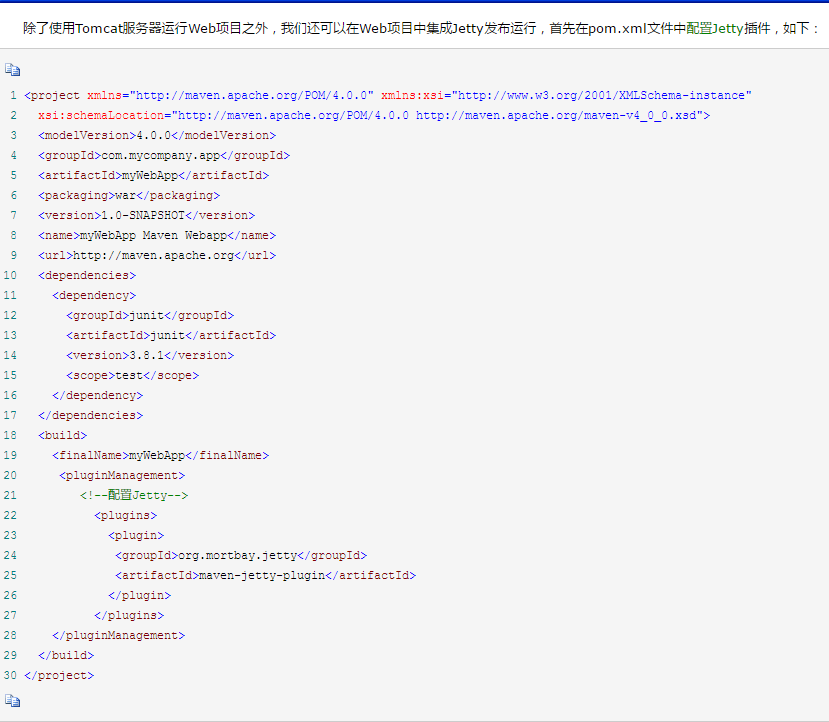 除了使用Tomcat服务器运行Web项目之外，我们还可以在Web项目中集成Jetty发布运行，首先在pom.xml文件中配置Jetty插件，如下：
1 <project xmlns="http://maven.apache.org/POM/4.0.0" xmlns:xsi="http://www.w3.org/2001/XMLSchema-instance"
2   xsi:schemaLocation="http://maven.apache.org/POM/4.0.0 http://maven.apache.org/maven-v4_0_0.xsd">
3   <modelVersion>4.0.0</modelVersion>
4   <groupId>com.mycompany.app</groupId>
5   <artifactId>myWebApp</artifactId>
6   <packaging>war</packaging>
7   <version>1.0-SNAPSHOT</version>
8   <name>myWebApp Maven Webapp</name>
9   <url>http://maven.apache.org</url>
10   <dependencies>
11     <dependency>
12       <groupId>junit</groupId>
13       <artifactId>junit</artifactId>
14       <version>3.8.1</version>
15       <scope>test</scope>
16     </dependency>
17   </dependencies>
18   <build>
19     <finalName>myWebApp</finalName>
20      <pluginManagement>
21         <!--配置Jetty-->
22           <plugins>
23             <plugin>
24              <groupId>org.mortbay.jetty</groupId>
25              <artifactId>maven-jetty-plugin</artifactId>
26             </plugin>
27           </plugins>
28     </pluginManagement>
29   </build>
30 </project>